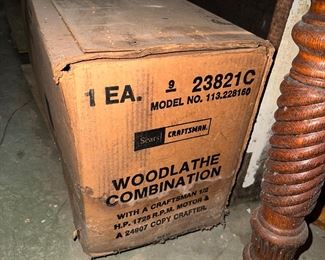 1 EA. 9 23821C
MODEL NO. 113.228160
Sears CRAFTSMAN
WOODLATHE
COMBINATION
WITH A CRAFTSMAN 1/2
H.P. 1725 R.P.M. MOTOR &
A 24907 COPY CRAFTER